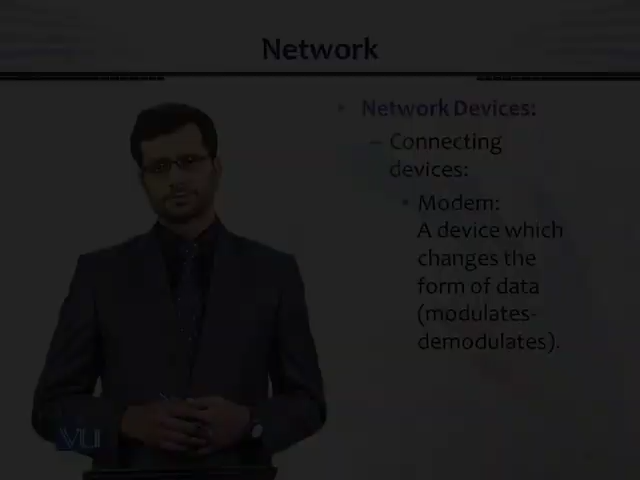 Network
• Network Devices:
– Connecting
devices:
• Modem:
A device which
changes the
form of data
(modulates-
demodulates).
VU